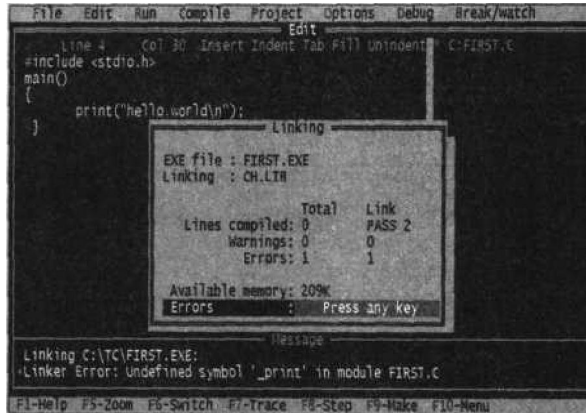 File Edit Run Compile Project Options Debug Break/watch
Edit
Line 4 Col 30 Insert Indent Tab Fill Unindent * C:FIRST.C
#include <stdio.h>
main()
{
print("hello.world\n");
}
Linking
EXE file : FIRST.EXE
Linking : CH.LIB
Total Link
Lines compiled: 0 PASS 2
Warnings: 0 0
Errors: 1 1
Available memory: 209K
Errors : Press any key
Message
Linking C:\TC\FIRST.EXE:
Linker Error: Undefined symbol '_print' in module FIRST.C
F1-Help F5-Zoom F6-Switch F7-Trace F8-Step F9-Make F10-Menu